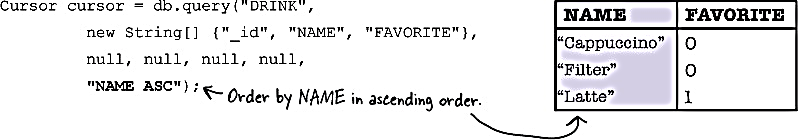 Cursor cursor = db.query("DRINK",
new String[] {"_id", "NAME", "FAVORITE"},
null, null, null, null,
"NAME ASC");
Order by NAME in ascending order.
NAME FAVORITE
“Cappuccino” 0
“Filter” 0
“Latte” 1